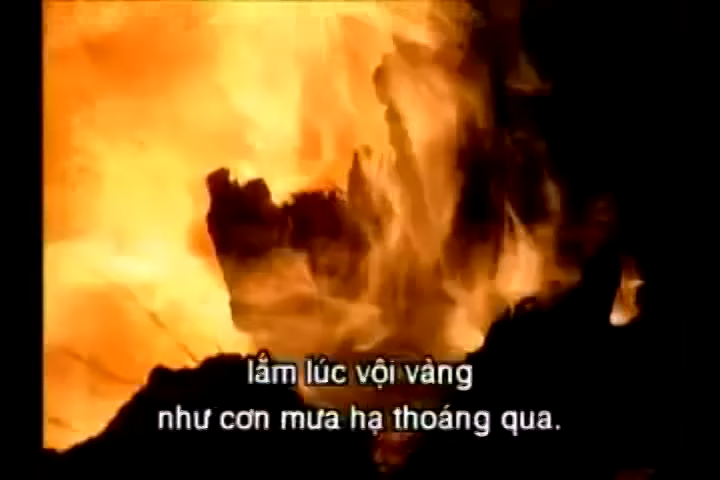 lắm lúc vội vàng
như cơn mưa hạ thoáng qua.